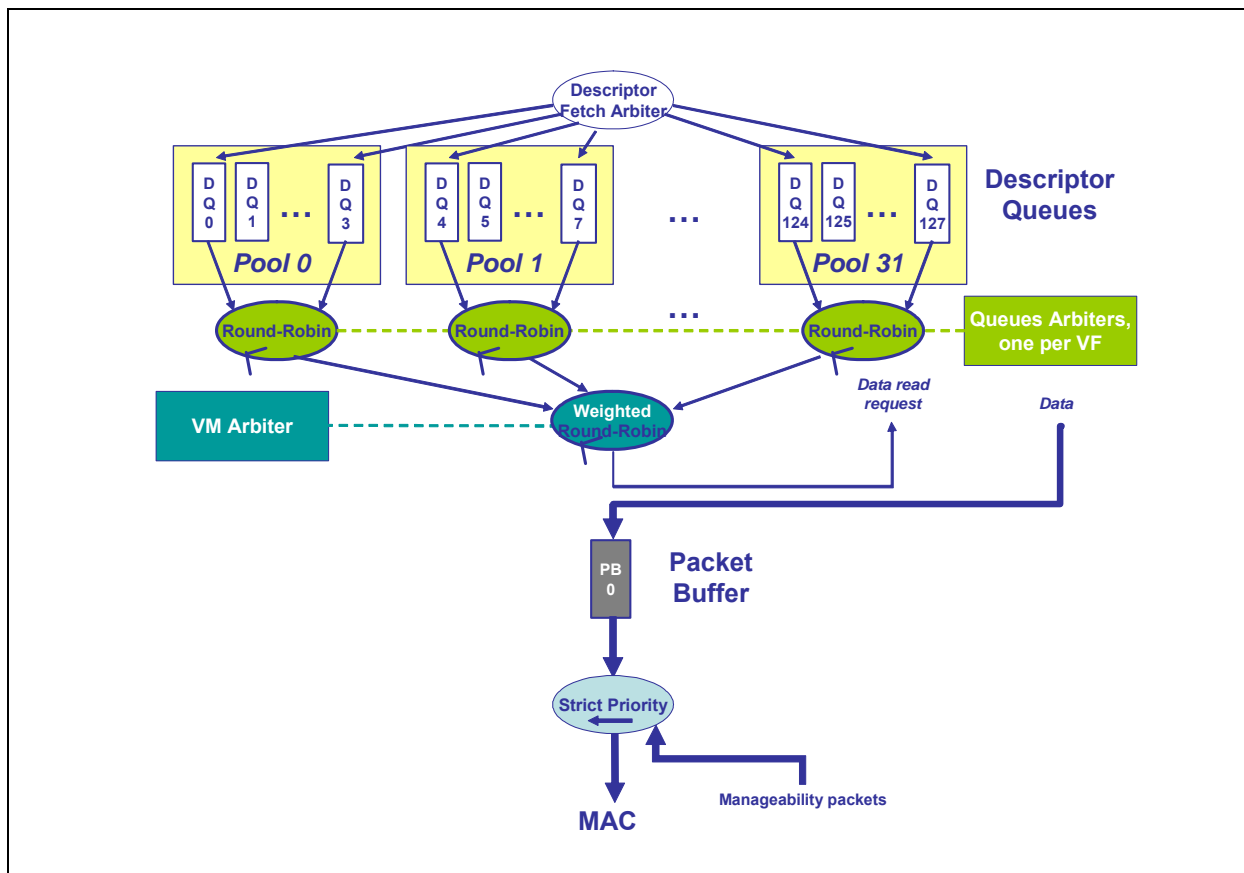 Descriptor
Fetch Arbiter
D
Q
0
D
Q
1
...
D
Q
3
Pool 0
D
Q
4
D
Q
5
...
D
Q
7
Pool 1
...
D
Q
124
D
Q
125
...
D
Q
127
Pool 31
Descriptor
Queues
Round-Robin
Round-Robin
...
Round-Robin
Queues Arbiters,
one per VF
VM Arbiter
Weighted
Round-Robin
Data read
request
Data
PB
0
Packet
Buffer
Strict Priority
Manageability packets
MAC